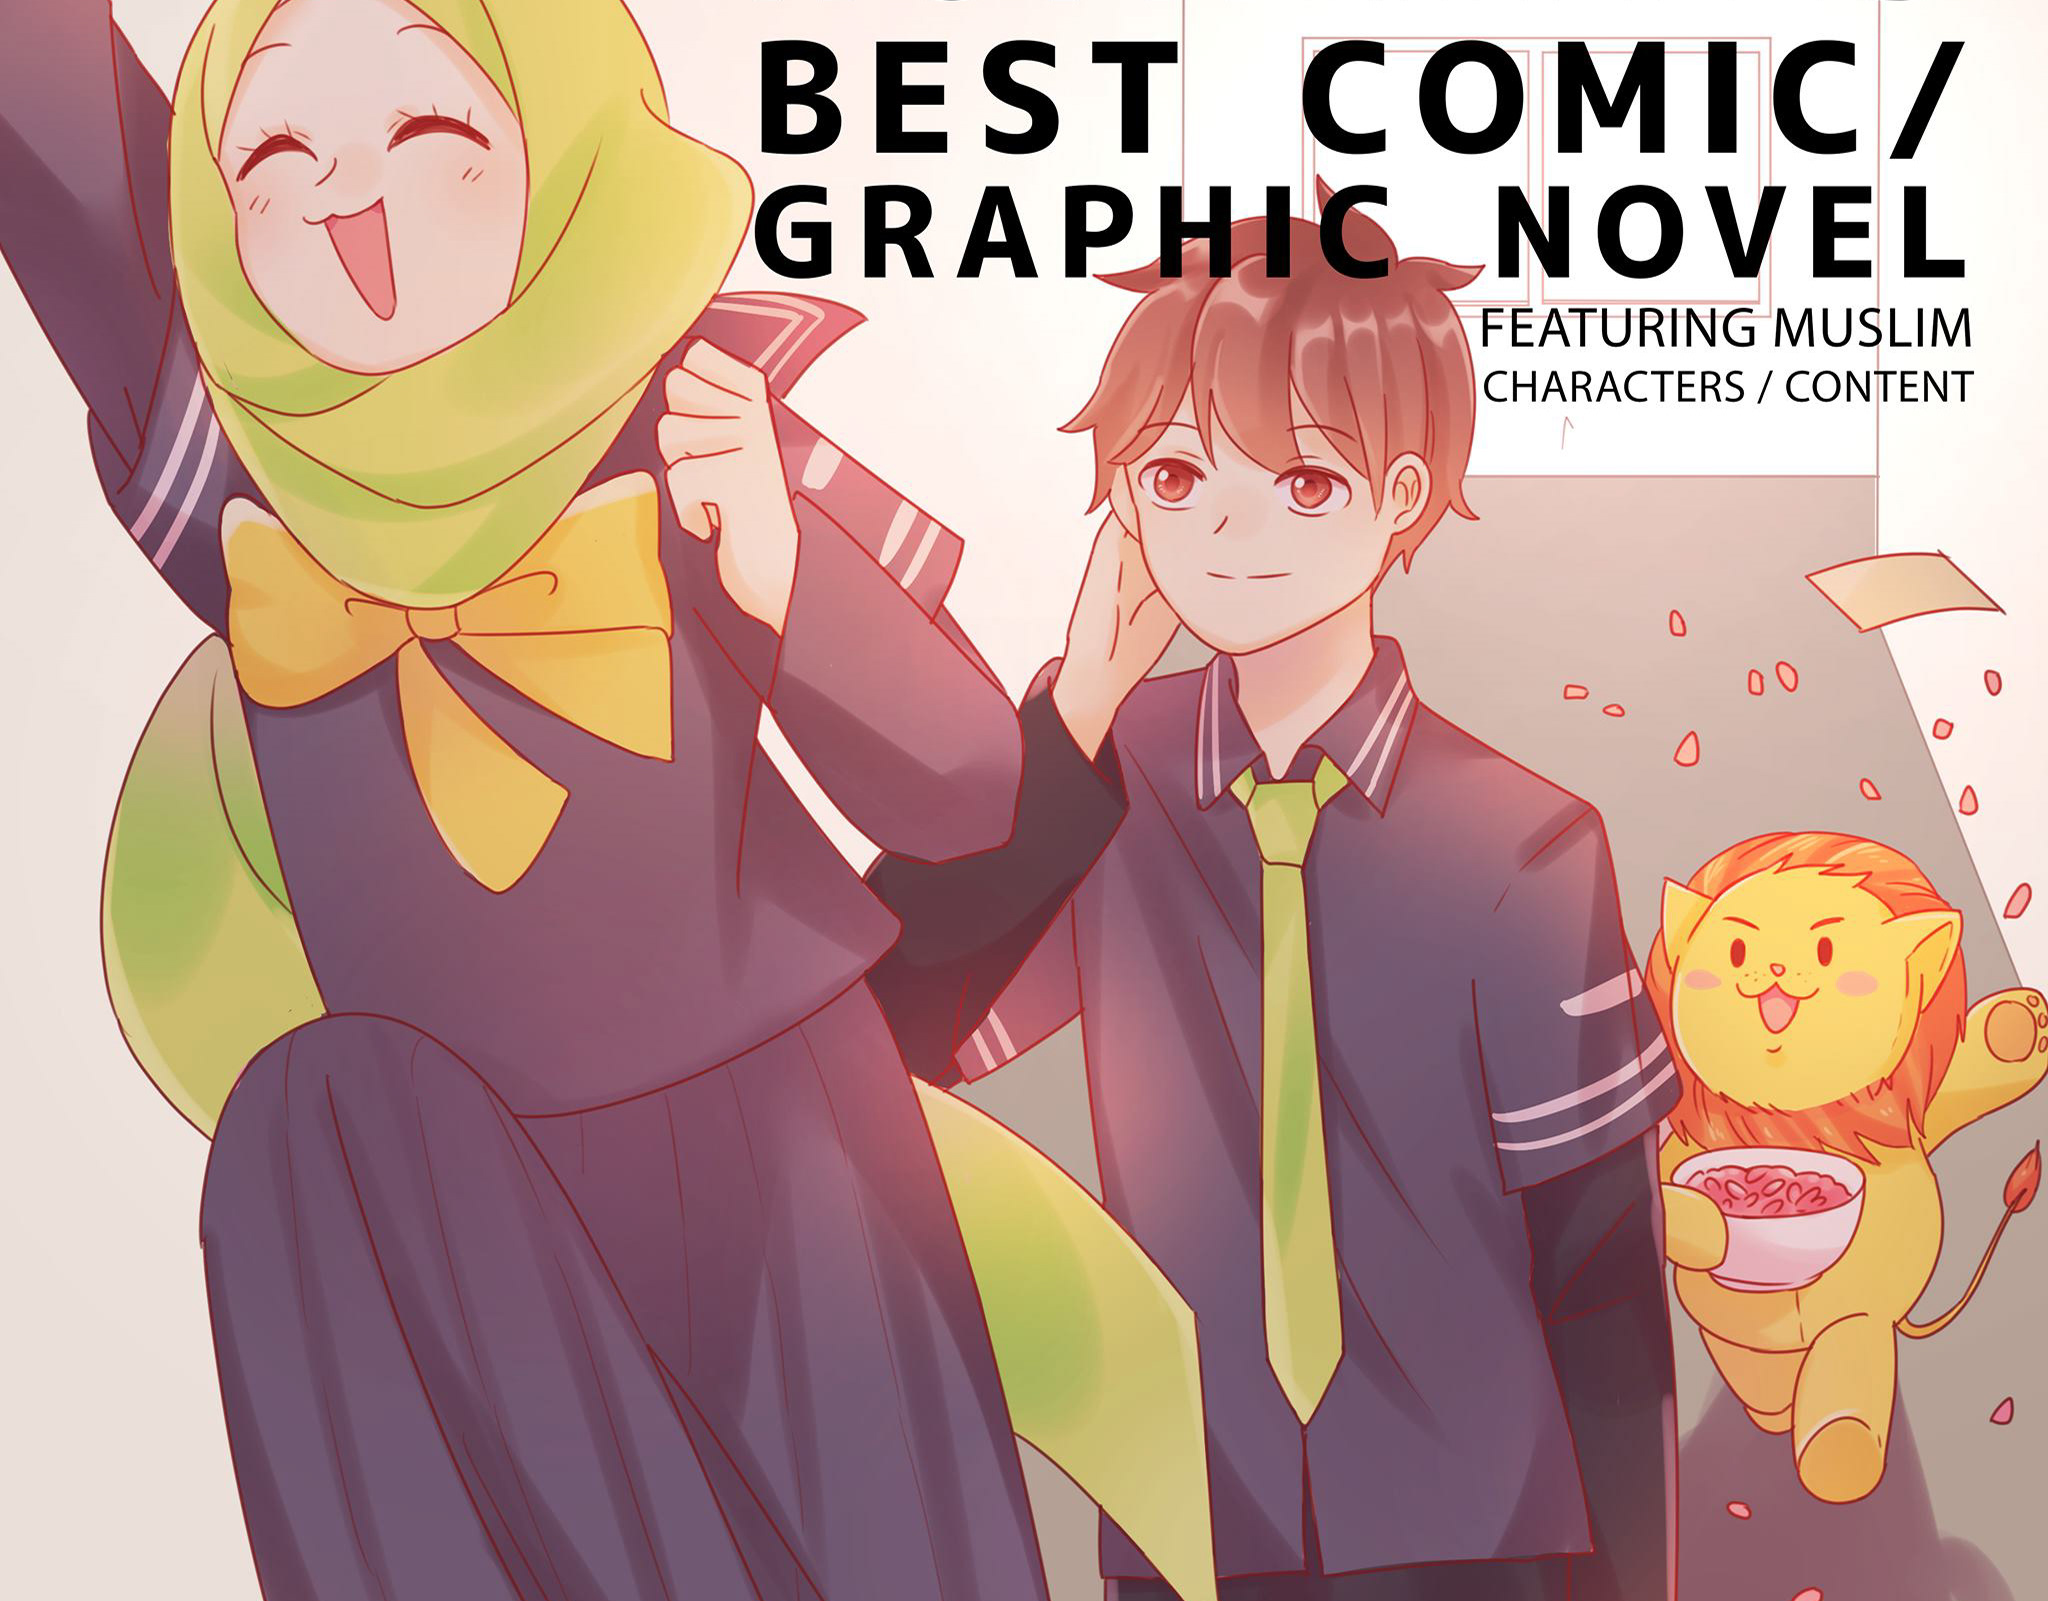 BEST COMIC/
GRAPHIC NOVEL
FEATURING MUSLIM
CHARACTERS / CONTENT